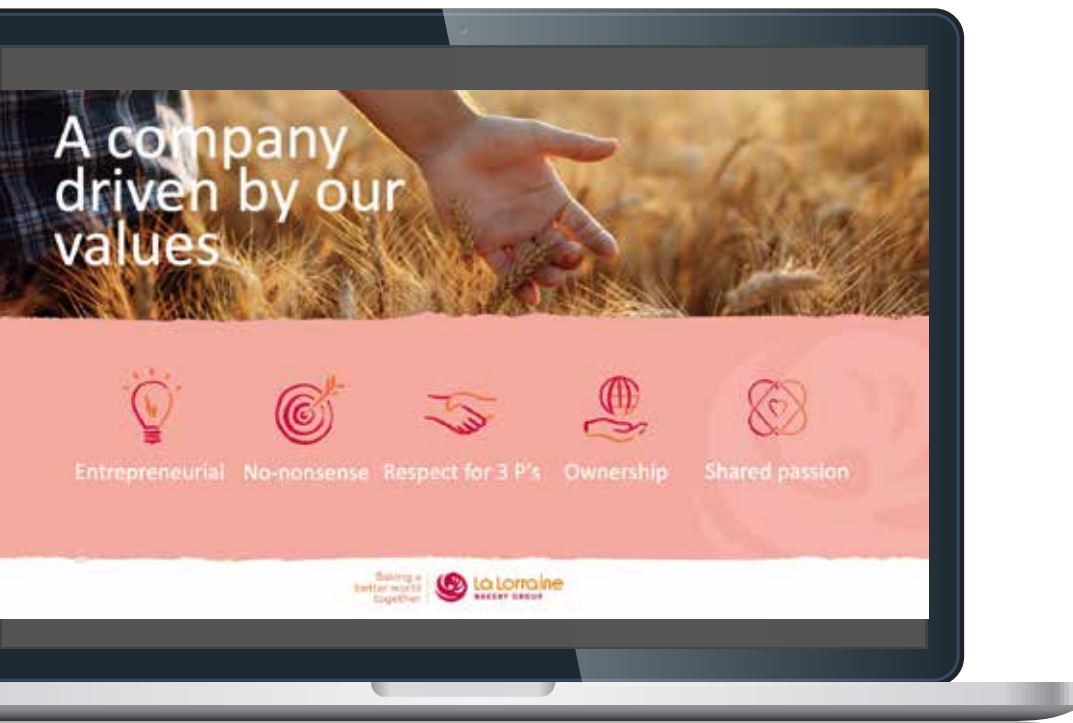 A company
driven by our
values
Entrepreneurial No-nonsense Respect for 3 P's Ownership Shared passion
Baking a
better world
together
La Lorraine
BAKERY GROUP